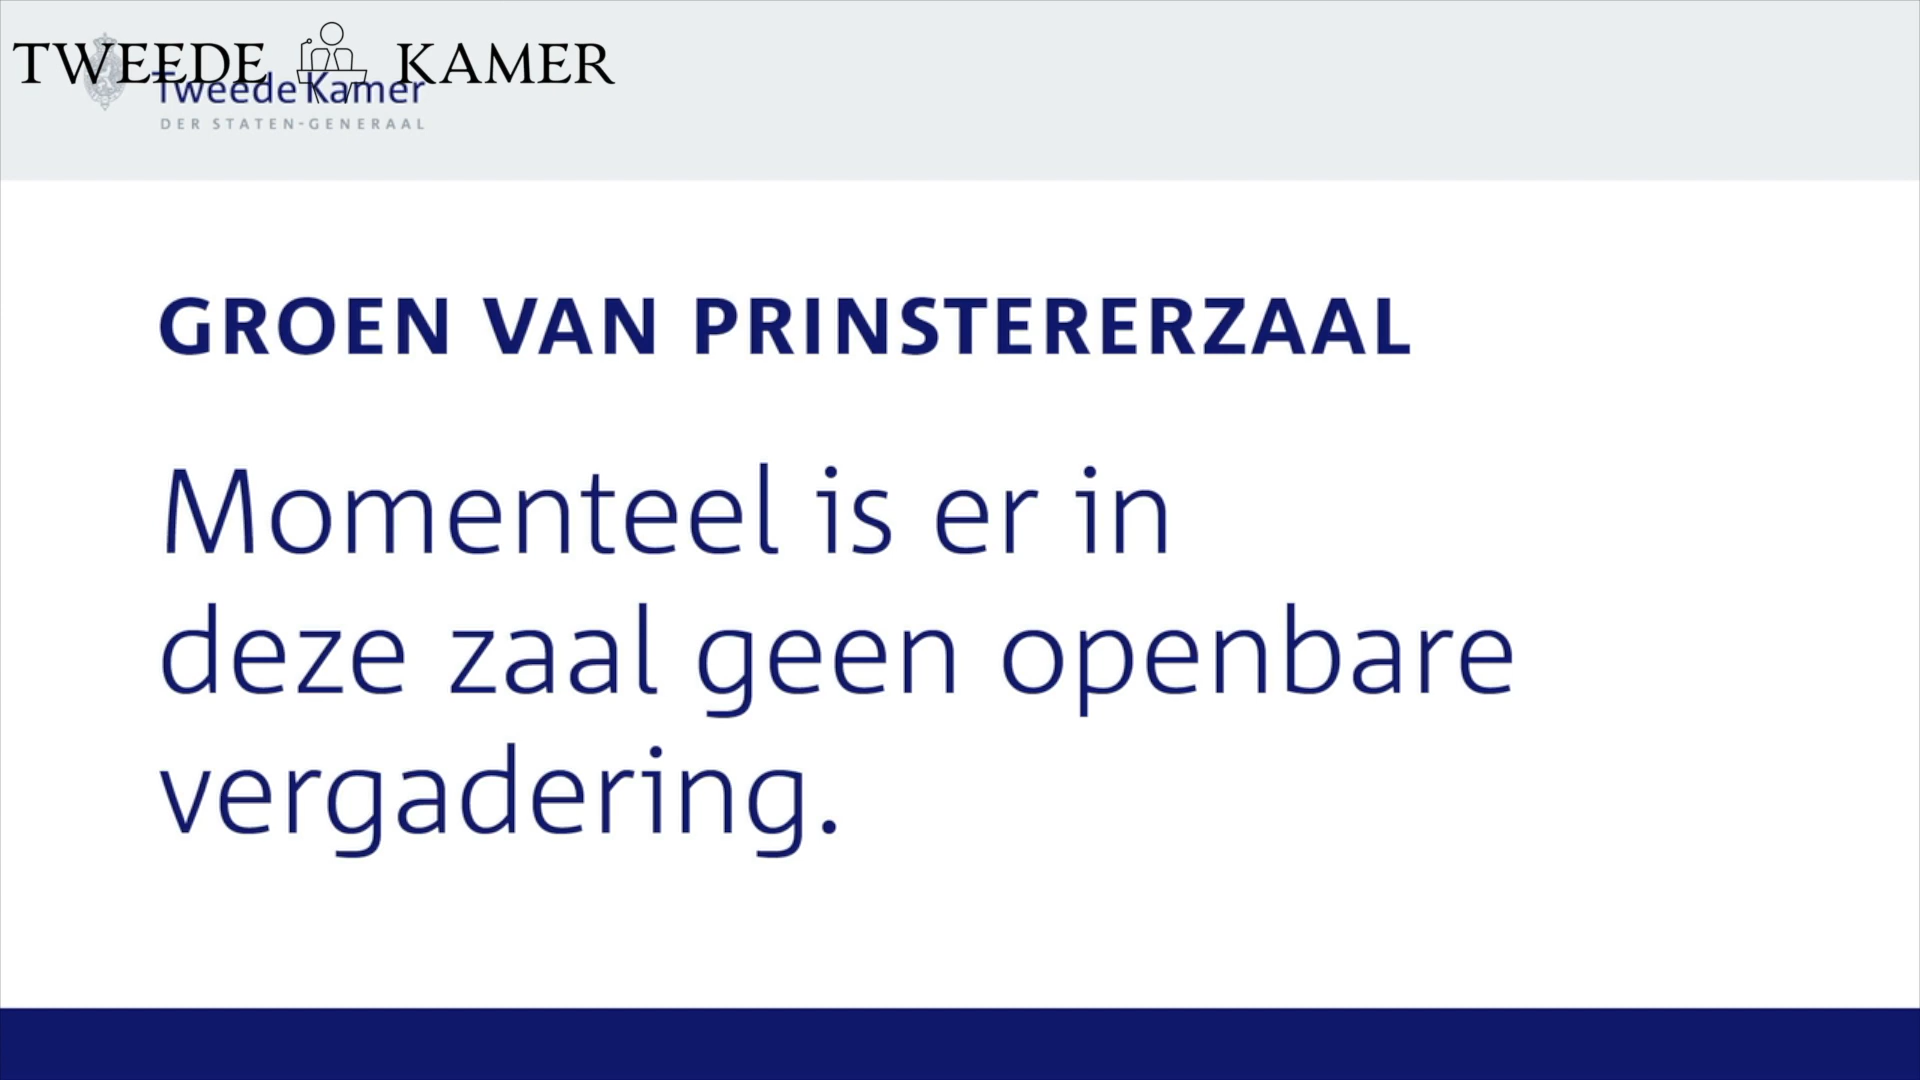 TWEEDE KAMER
Tweede Kamer
DER STATEN-GENERAAL
GROEN VAN PRINSTERERZAAL
Momenteel is er in
deze zaal geen openbare
vergadering.